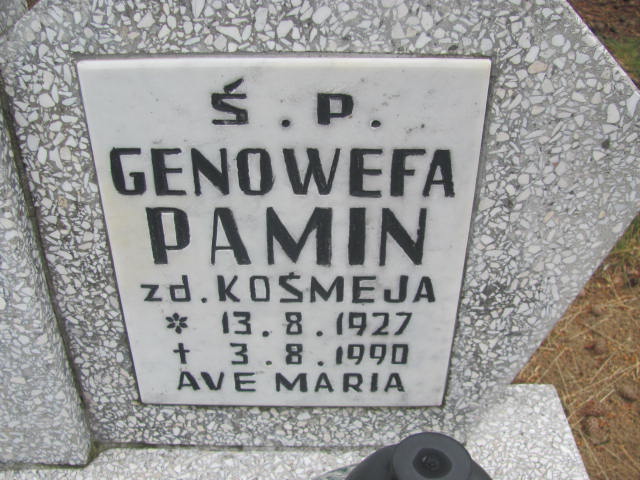 Ś.P.
GENOWEFA
PAMIN
zd. KOŚMEJA
* 13.8.1927
† 3.8.1990
AVE MARIA